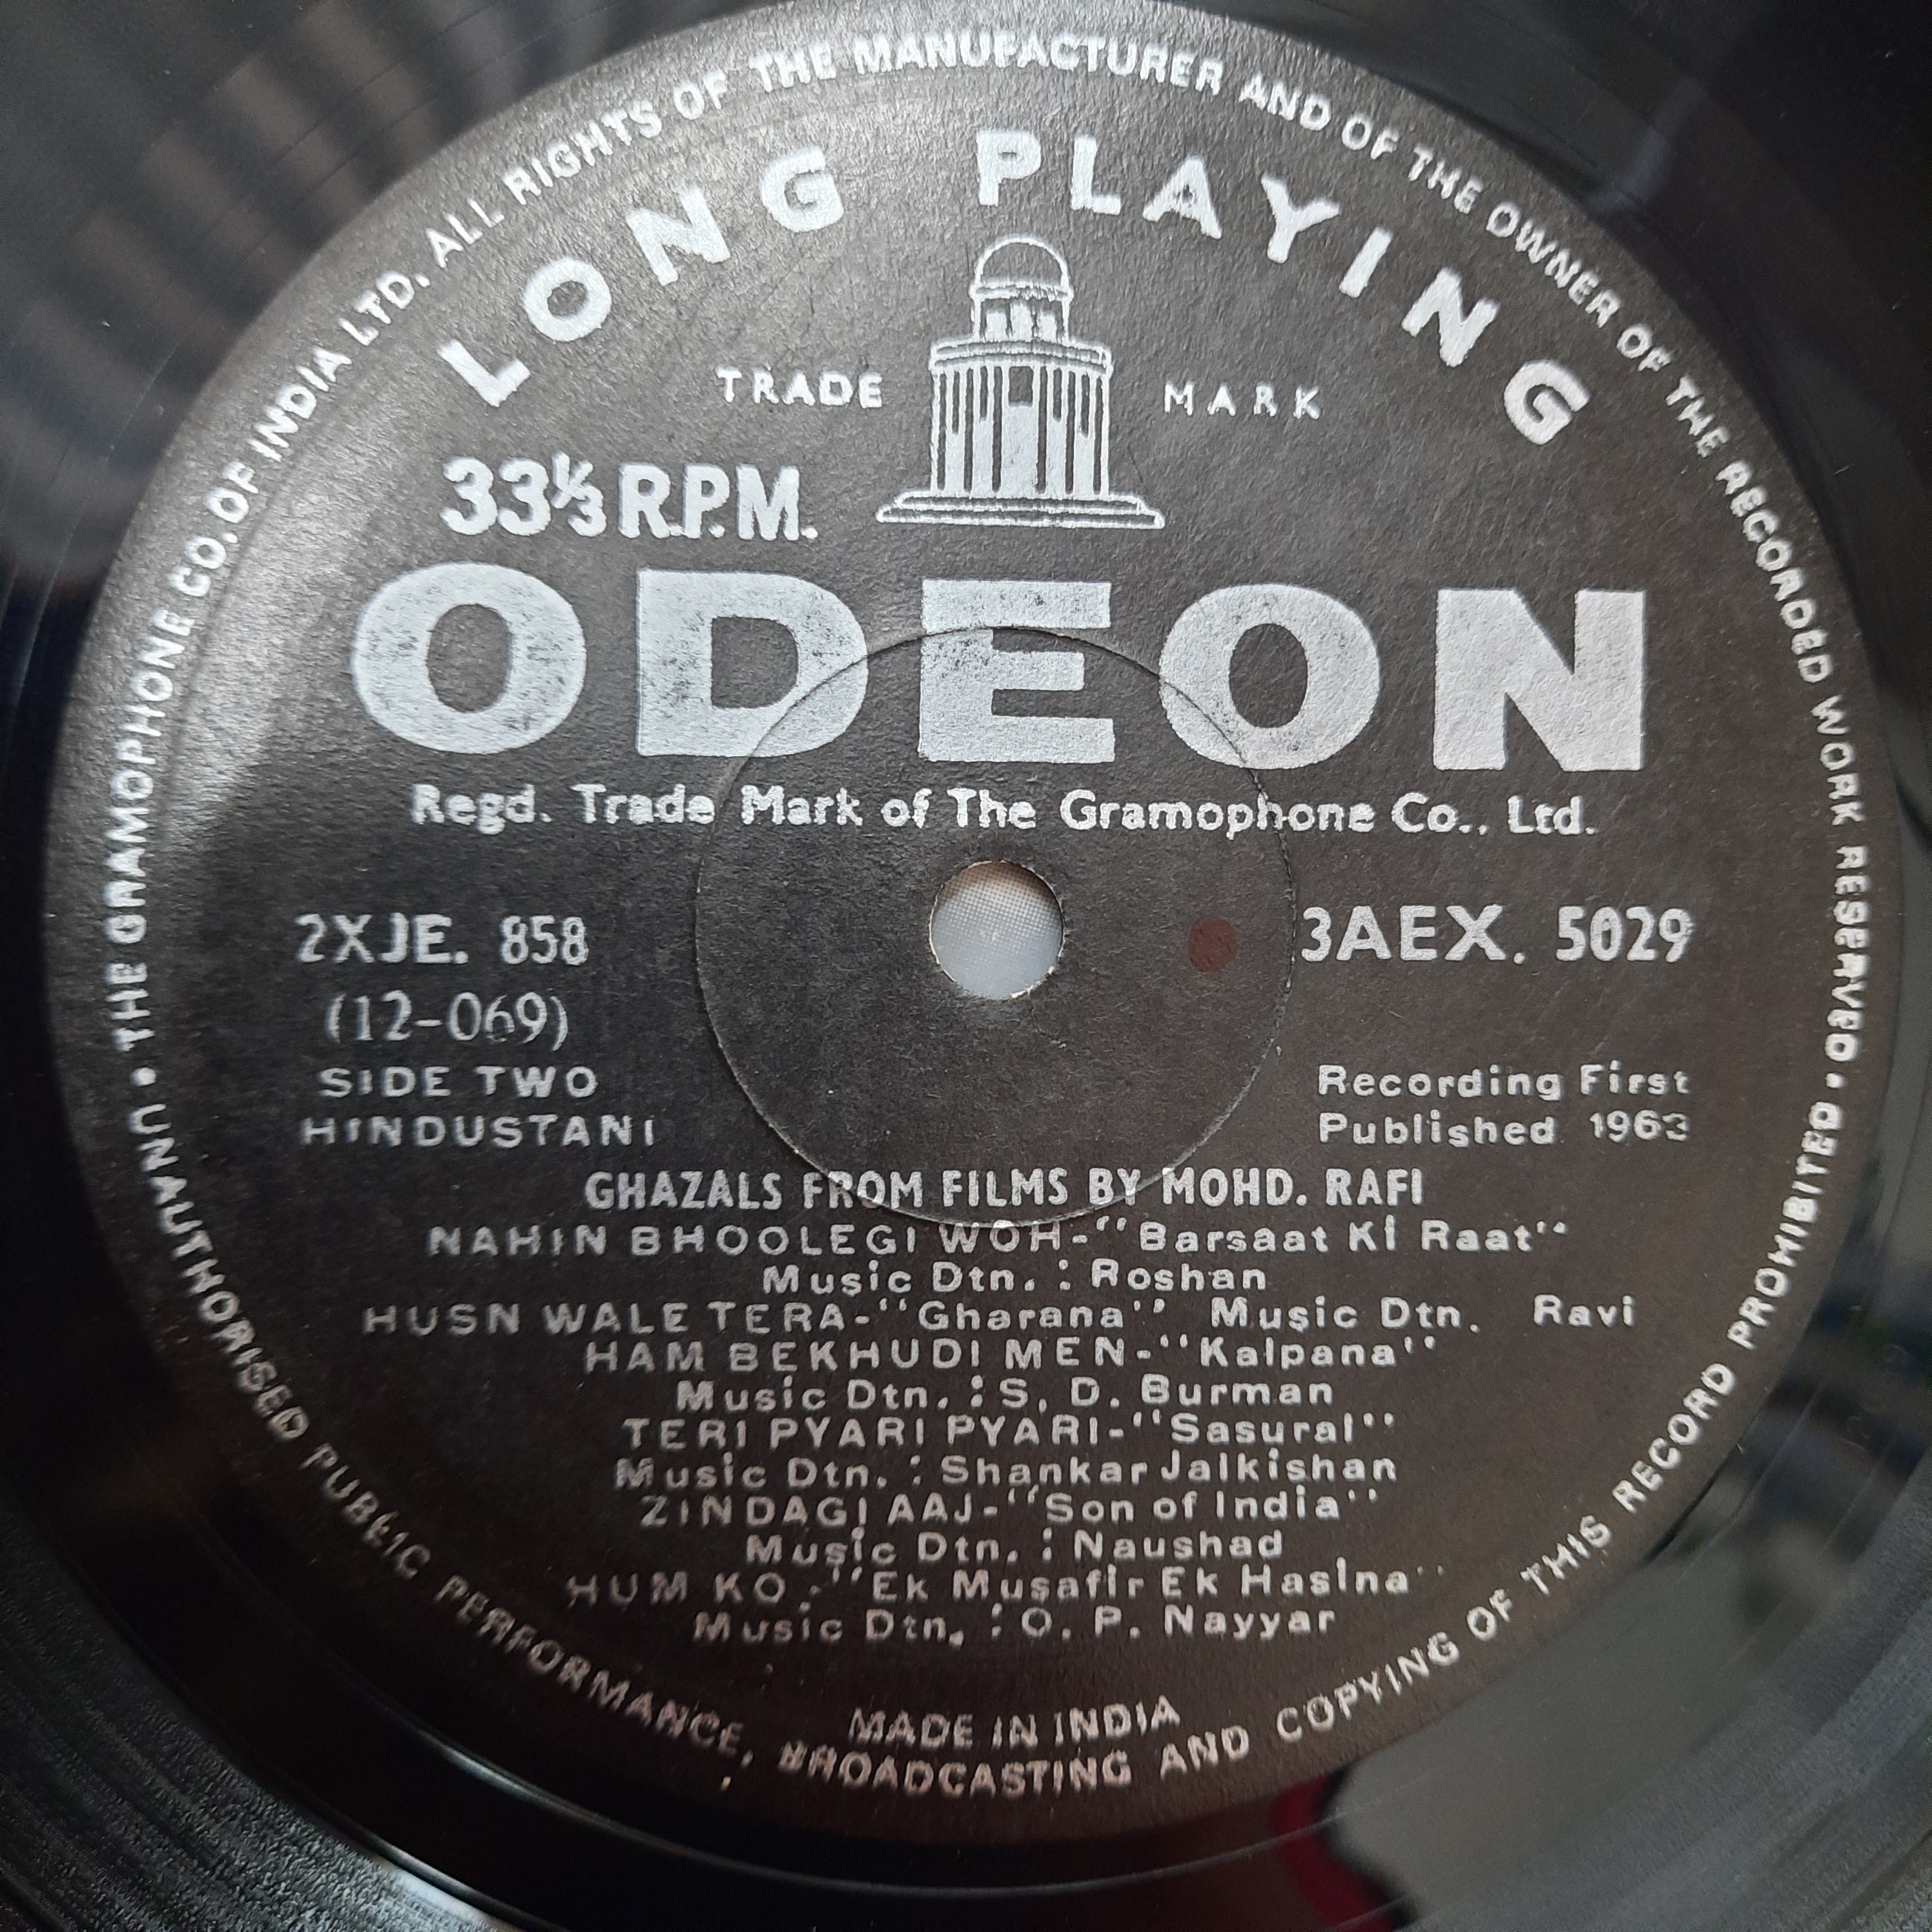 THE GRAMOPHONE CO. OF INDIA LTD. ALL RIGHTS OF THE MANUFACTURER AND OF THE OWNER OF THE RECORDED WORK RESERVED • UNAUTHORISED PUBLIC PERFORMANCE, BROADCASTING AND COPYING OF THIS RECORD PROHIBITED •
LONG PLAYING
TRADE MARK
33⅓ R.P.M.
ODEON
Regd. Trade Mark of The Gramophone Co., Ltd.
2XJE. 858
3AEX. 5029
(12-069)
SIDE TWO
HINDUSTANI
Recording First
Published 1963
GHAZALS FROM FILMS BY MOHD. RAFI
NAHIN BHOOLEGI WOH-"Barsaat Ki Raat"
Music Dtn. : Roshan
HUSN WALE TERA-"Gharana" Music Dtn. Ravi
HAM BEKHUDI MEN-"Kalpana"
Music Dtn. : S. D. Burman
TERI PYARI PYARI-"Sasural"
Music Dtn. : Shankar Jaikishan
ZINDAGI AAJ-"Son of India"
Music Dtn. : Naushad
HUM KO.-"Ek Musafir Ek Hasina"
Music Dtn. : O. P. Nayyar
MADE IN INDIA